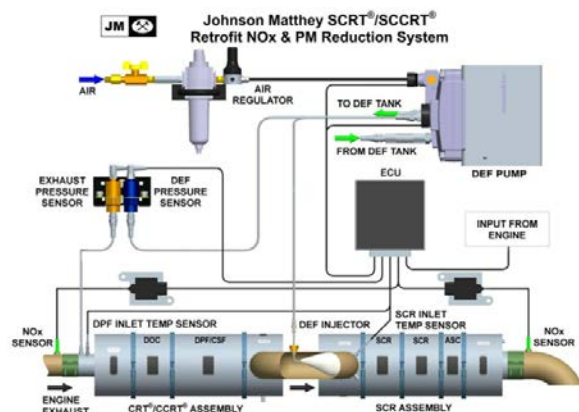 Johnson Matthey SCRT®/SCCRT®
Retrofit NOx & PM Reduction System
JM
AIR
AIR
REGULATOR
TO DEF TANK
FROM DEF TANK
DEF PUMP
EXHAUST
PRESSURE
SENSOR
DEF
PRESSURE
SENSOR
ECU
INPUT FROM
ENGINE
NOx
SENSOR
DPF INLET TEMP SENSOR
DEF INJECTOR
SCR INLET
TEMP SENSOR
NOx
SENSOR
DOC
DPF/CSF
SCR
SCR
ASC
ENGINE
EXHAUST
CRT®/CCRT® ASSEMBLY
SCR ASSEMBLY